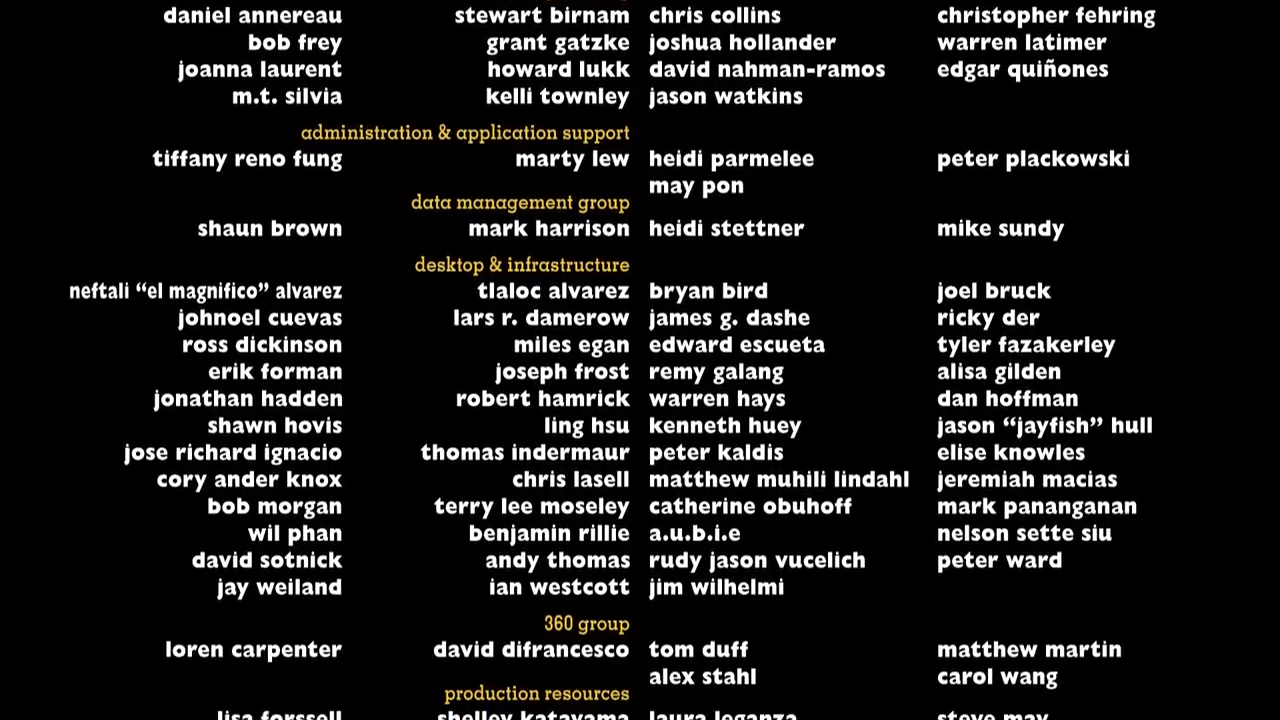 daniel annereau stewart birnam chris collins christopher fehring
bob frey grant gatzke joshua hollander warren latimer
joanna laurent howard lukk david nahman-ramos edgar quiñones
m.t. silvia kelli townley jason watkins
administration & application support
tiffany reno fung marty lew heidi parmelee peter plackowski
may pon
data management group
shaun brown mark harrison heidi stettner mike sundy
desktop & infrastructure
neftali “el magnifico” alvarez tlaloc alvarez bryan bird joel bruck
johnoel cuevas lars r. damerow james g. dashe ricky der
ross dickinson miles egan edward escueta tyler fazakerley
erik forman joseph frost remy galang alisa gilden
jonathan hadden robert hamrick warren hays dan hoffman
shawn hovis ling hsu kenneth huey jason “jayfish” hull
jose richard ignacio thomas indermaur peter kaldis elise knowles
cory ander knox chris lasell matthew muhili lindahl jeremiah macias
bob morgan terry lee moseley catherine obuhoff mark pananganan
wil phan benjamin rillie a.u.b.i.e nelson sette siu
david sotnick andy thomas rudy jason vucelich peter ward
jay weiland ian westcott jim wilhelmi
360 group
loren carpenter david difrancesco tom duff matthew martin
alex stahl carol wang
production resources
lisa forssell shelley katayama laura leganza steve may